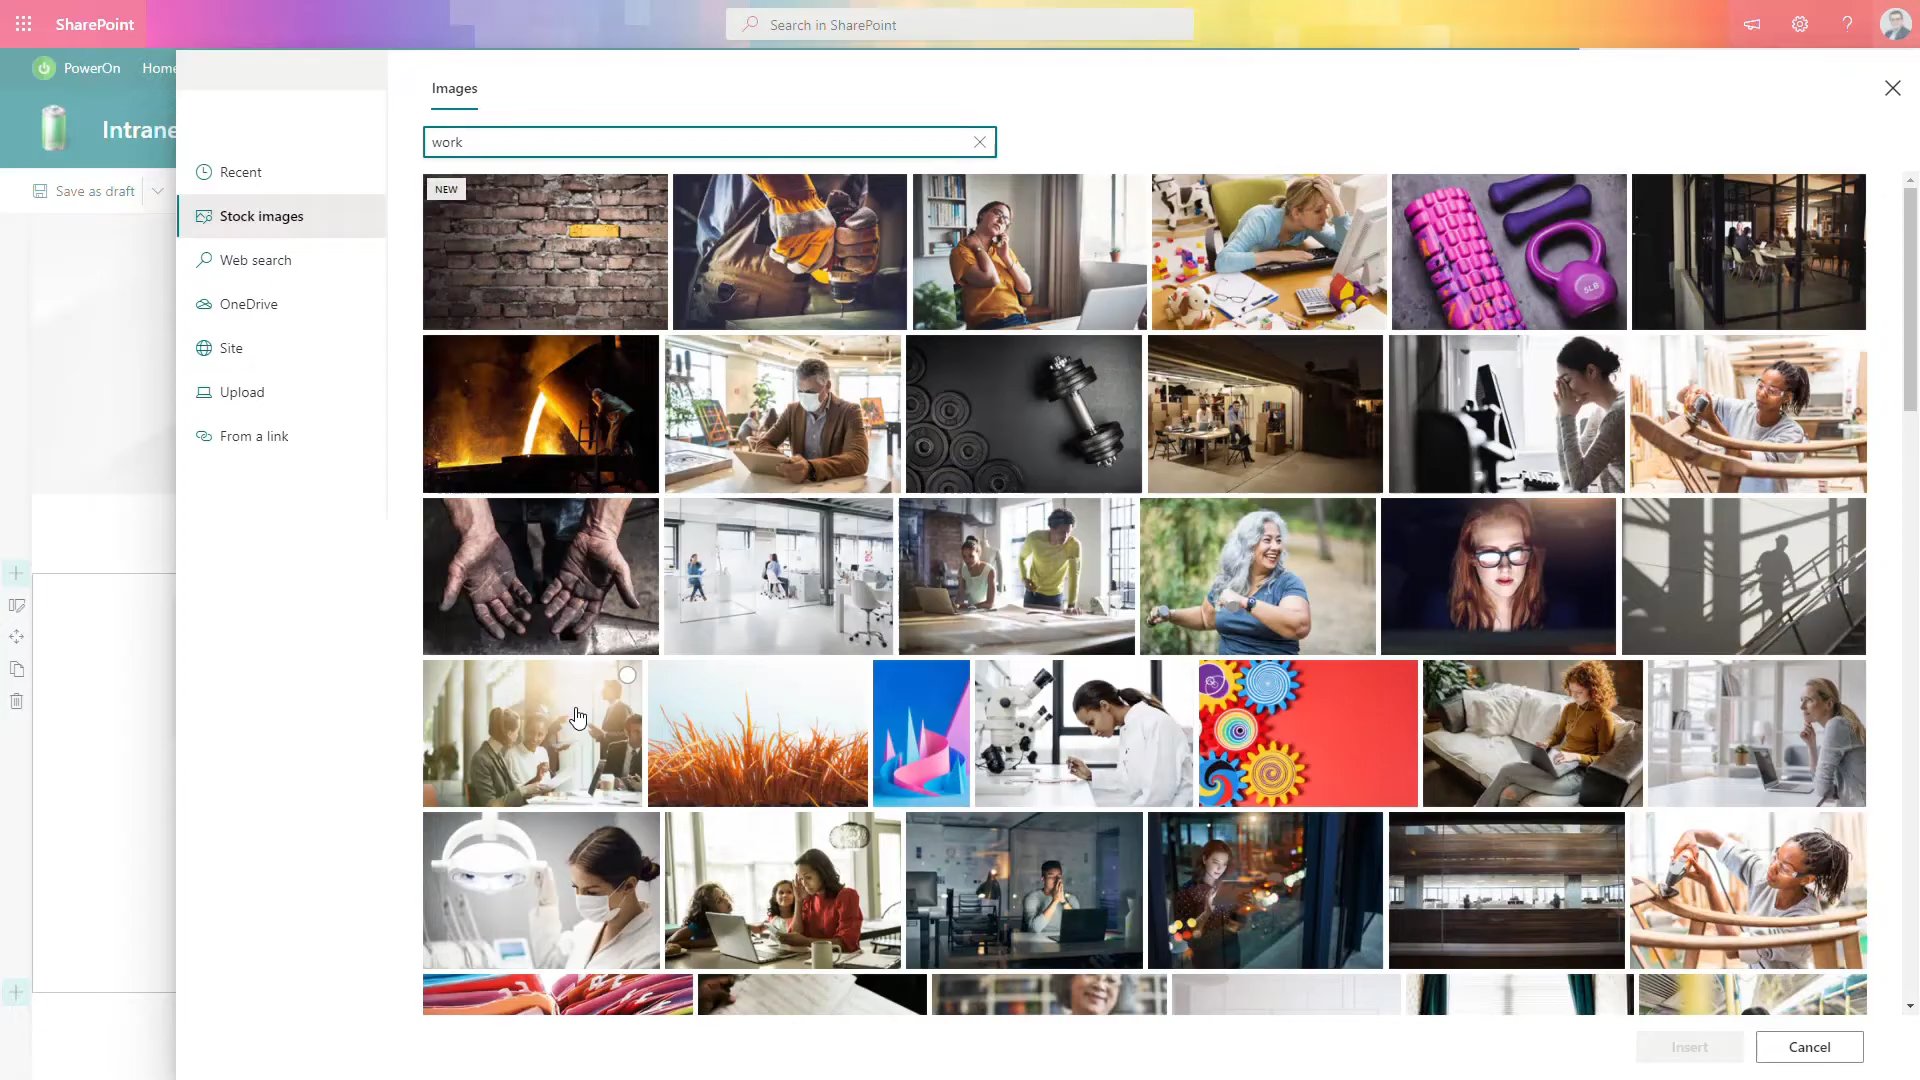 SharePoint
Search in SharePoint
PowerOn
Home
Intrane
Save as draft
Recent
Stock images
Web search
OneDrive
Site
Upload
From a link
Images
work
NEW
5LB
Insert
Cancel